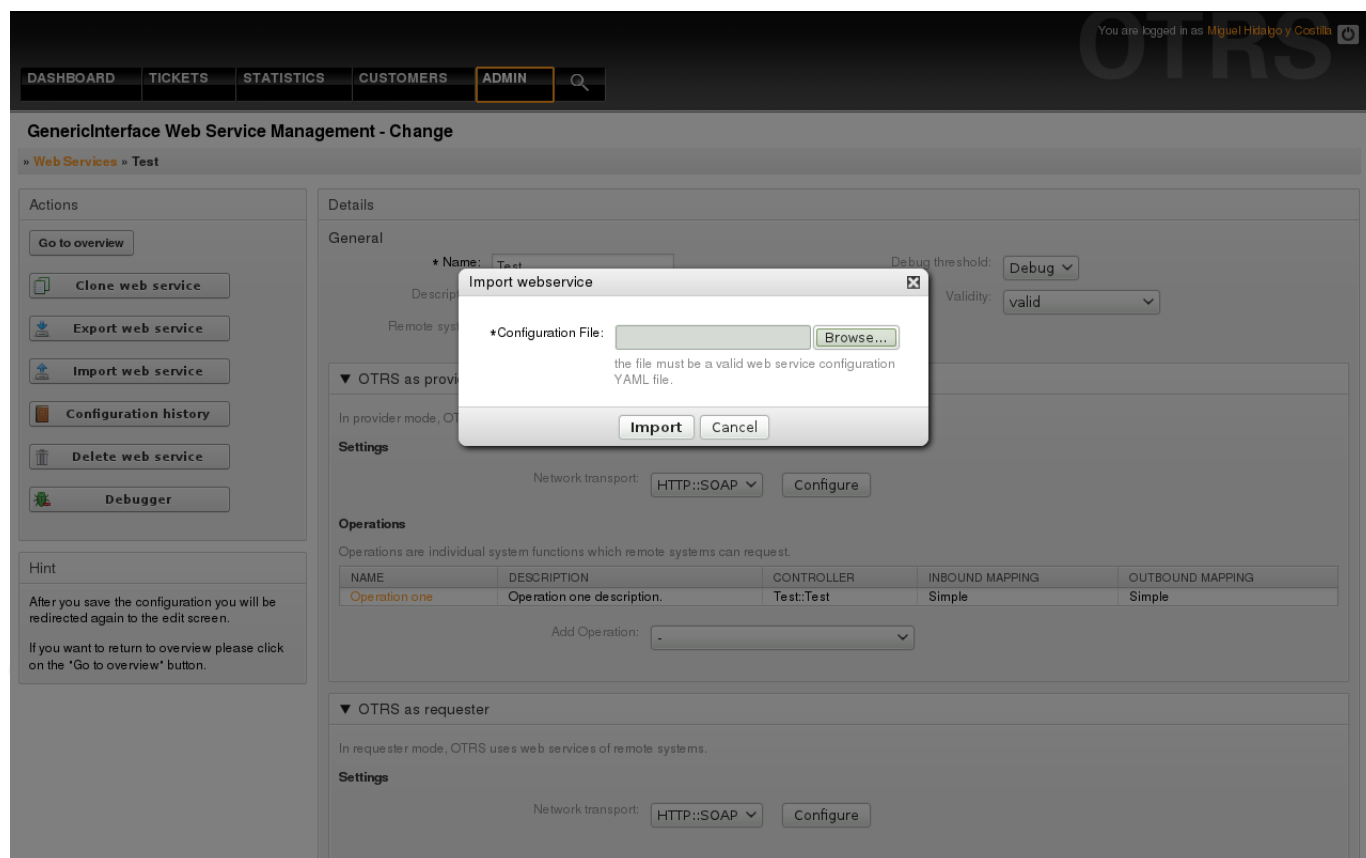 OTRS
You are logged in as Miguel Hidalgo y Costilla
DASHBOARD TICKETS STATISTICS CUSTOMERS ADMIN
GenericInterface Web Service Management - Change
» Web Services » Test
Actions
Go to overview
Clone web service
Export web service
Import web service
Configuration history
Delete web service
Debugger
Hint
After you save the configuration you will be
redirected again to the edit screen.
If you want to return to overview please click
on the "Go to overview" button.
Details
General
* Name: Test
Debug threshold: Debug
Descrip
Validity: valid
Remote syst
Import webservice
*Configuration File: Browse...
the file must be a valid web service configuration
YAML file.
Import Cancel
▼ OTRS as provi
In provider mode, OT
Settings
Network transport: HTTP::SOAP Configure
Operations
Operations are individual system functions which remote systems can request.
NAME DESCRIPTION CONTROLLER INBOUND MAPPING OUTBOUND MAPPING
Operation one Operation one description. Test::Test Simple Simple
Add Operation: -
▼ OTRS as requester
In requester mode, OTRS uses web services of remote systems.
Settings
Network transport: HTTP::SOAP Configure